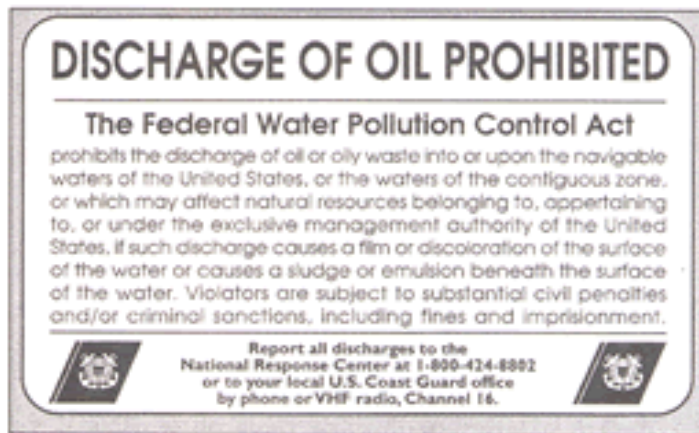 DISCHARGE OF OIL PROHIBITED
The Federal Water Pollution Control Act
prohibits the discharge of oil or oily waste into or upon the navigable
waters of the United States, or the waters of the contiguous zone,
or which may affect natural resources belonging to, appertaining
to, or under the exclusive management authority of the United
States, if such discharge causes a film or discoloration of the surface
of the water or causes a sludge or emulsion beneath the surface
of the water. Violators are subject to substantial civil penalties
and/or criminal sanctions, including fines and imprisionment.
Report all discharges to the
National Response Center at 1-800-424-8802
or to your local U.S. Coast Guard office
by phone or VHF radio, Channel 16.